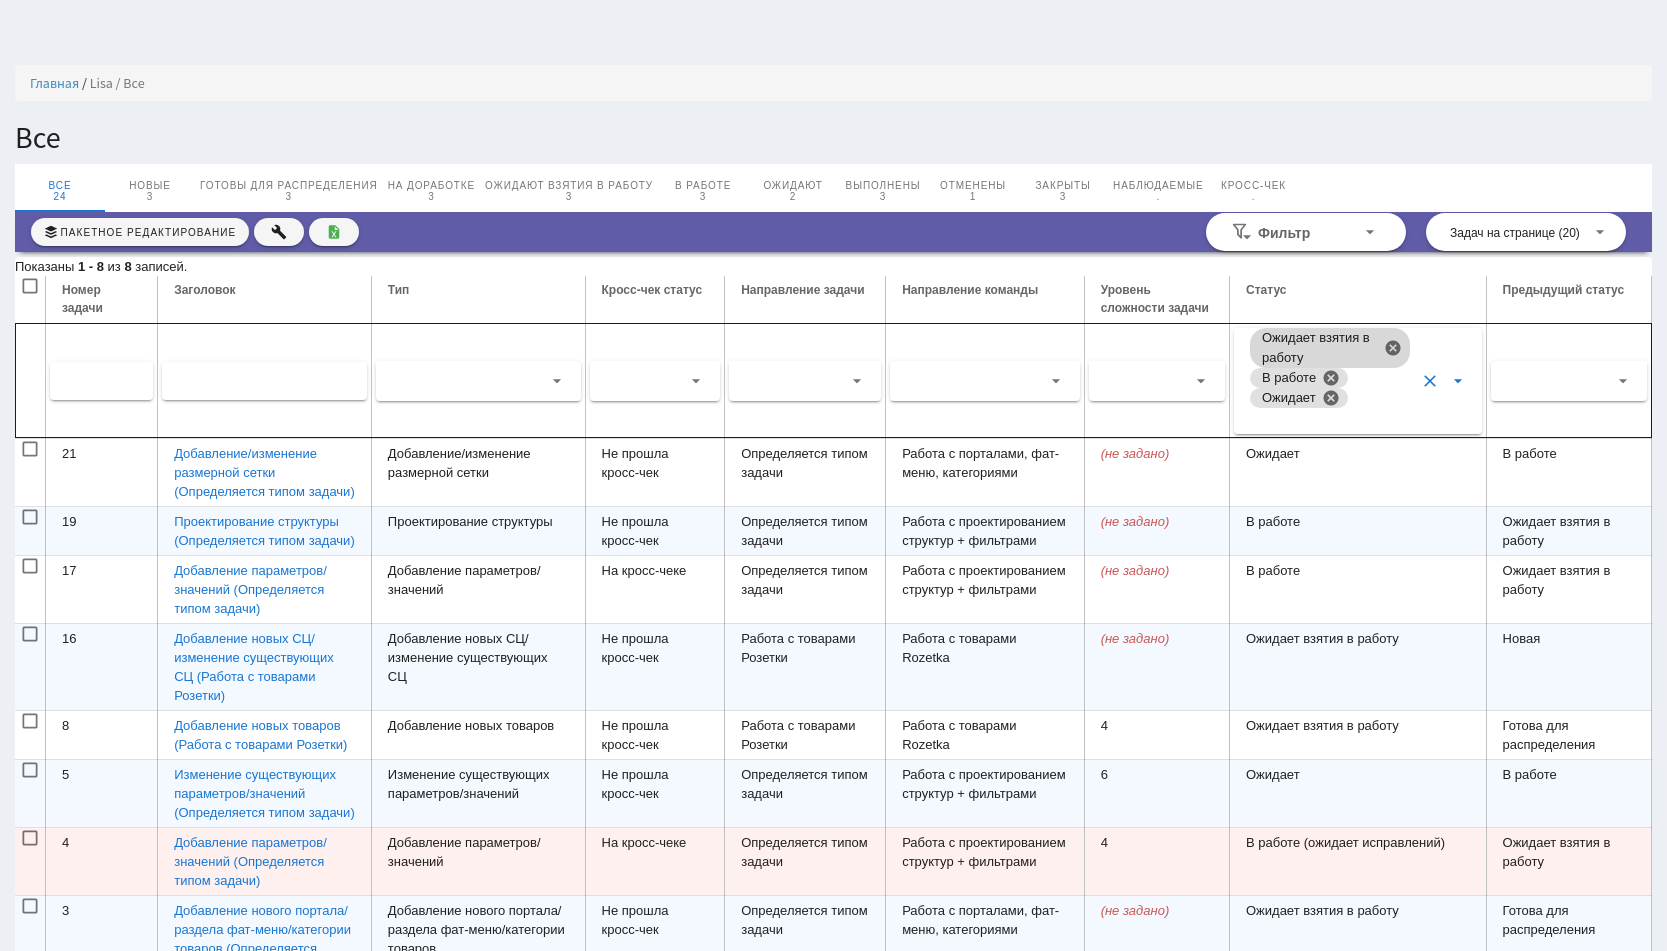 Главная / Lisa / Все
Все
ВСЕ НОВЫЕ ГОТОВЫ ДЛЯ РАСПРЕДЕЛЕНИЯ НА ДОРАБОТКЕ ОЖИДАЮТ ВЗЯТИЯ В РАБОТУ В РАБОТЕ ОЖИДАЮТ ВЫПОЛНЕНЫ ОТМЕНЕНЫ ЗАКРЫТЫ НАБЛЮДАЕМЫЕ КРОСС-ЧЕК
24 3 3 3 3 3 2 3 1 3 . .
ПАКЕТНОЕ РЕДАКТИРОВАНИЕ Фильтр Задач на странице (20)
Показаны 1 - 8 из 8 записей.
Номер Заголовок Тип Кросс-чек статус Направление задачи Направление команды Уровень Статус Предыдущий статус
задачи сложности задачи
Ожидает взятия в
работу
В работе
Ожидает
21 Добавление/изменение Добавление/изменение Не прошла Определяется типом Работа с порталами, фат- (не задано) Ожидает В работе
размерной сетки размерной сетки кросс-чек задачи меню, категориями
(Определяется типом задачи)
19 Проектирование структуры Проектирование структуры Не прошла Определяется типом Работа с проектированием (не задано) В работе Ожидает взятия в
(Определяется типом задачи) кросс-чек задачи структур + фильтрами работу
17 Добавление параметров/ Добавление параметров/ На кросс-чеке Определяется типом Работа с проектированием (не задано) В работе Ожидает взятия в
значений (Определяется значений задачи структур + фильтрами работу
типом задачи)
16 Добавление новых СЦ/ Добавление новых СЦ/ Не прошла Работа с товарами Работа с товарами (не задано) Ожидает взятия в работу Новая
изменение существующих изменение существующих кросс-чек Розетки Rozetka
СЦ (Работа с товарами СЦ
Розетки)
8 Добавление новых товаров Добавление новых товаров Не прошла Работа с товарами Работа с товарами 4 Ожидает взятия в работу Готова для
(Работа с товарами Розетки) кросс-чек Розетки Rozetka распределения
5 Изменение существующих Изменение существующих Не прошла Определяется типом Работа с проектированием 6 Ожидает В работе
параметров/значений параметров/значений кросс-чек задачи структур + фильтрами
(Определяется типом задачи)
4 Добавление параметров/ Добавление параметров/ На кросс-чеке Определяется типом Работа с проектированием 4 В работе (ожидает исправлений) Ожидает взятия в
значений (Определяется значений задачи структур + фильтрами работу
типом задачи)
3 Добавление нового портала/ Добавление нового портала/ Не прошла Определяется типом Работа с порталами, фат- (не задано) Ожидает взятия в работу Готова для
раздела фат-меню/категории раздела фат-меню/категории кросс-чек задачи меню, категориями распределения
товаров (Определяется товаров